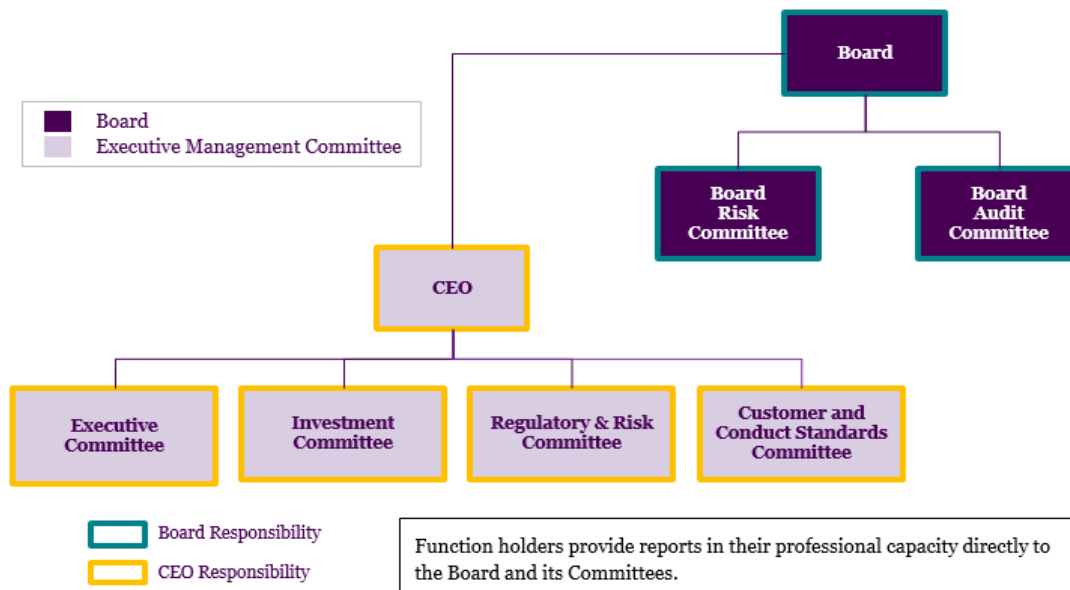 Board
Board
Executive Management Committee
Board
Risk
Committee
Board
Audit
Committee
CEO
Executive
Committee
Investment
Committee
Regulatory & Risk
Committee
Customer and
Conduct Standards
Committee
Board Responsibility
CEO Responsibility
Function holders provide reports in their professional capacity directly to
the Board and its Committees.